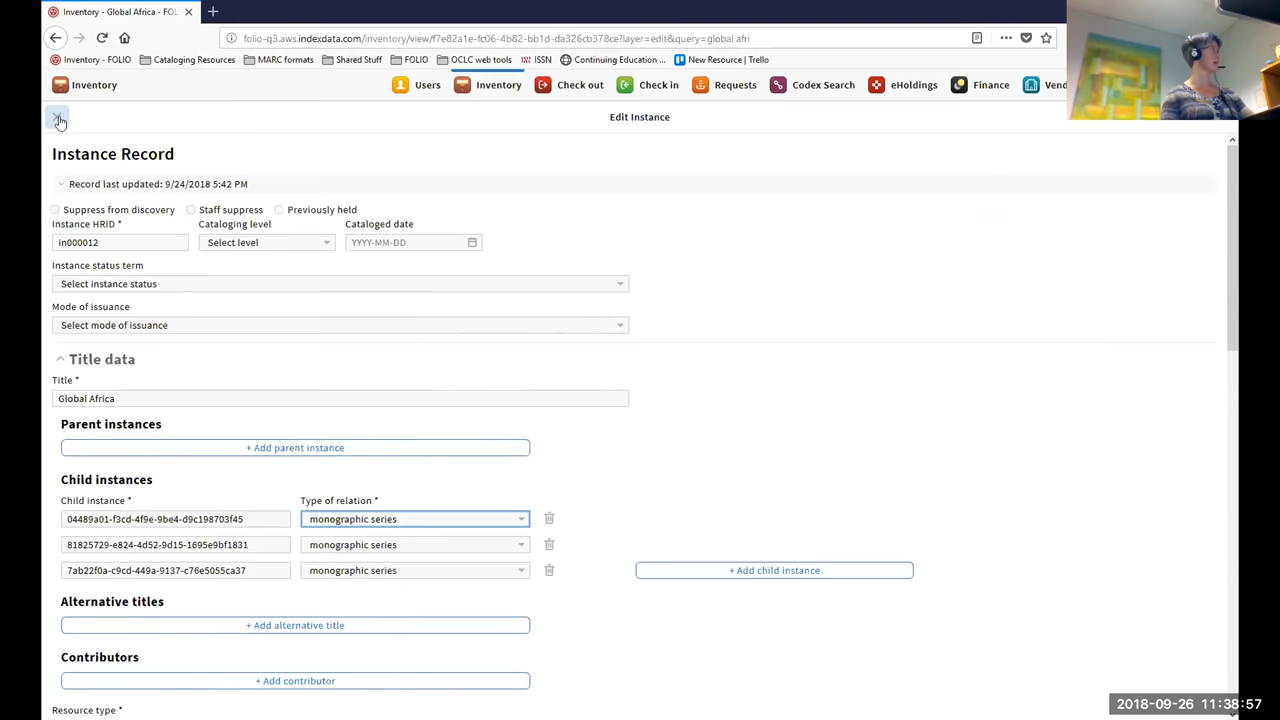 Inventory - Global Africa - FOL
folio-q3.aws.indexdata.com/inventory/view/f7e82a1e-fc06-4b82-bb1d-da326cb378ce?layer=edit&query=global afri
Inventory - FOLIO Cataloging Resources MARC formats Shared Stuff FOLIO OCLC web tools ISSN Continuing Education ... New Resource | Trello
Inventory Users Inventory Check out Check in Requests Codex Search eHoldings Finance Vend
Edit Instance
Instance Record
Record last updated: 9/24/2018 5:42 PM
Suppress from discovery Staff suppress Previously held
Instance HRID * Cataloging level Cataloged date
in000012 Select level YYYY-MM-DD
Instance status term
Select instance status
Mode of issuance
Select mode of issuance
Title data
Title *
Global Africa
Parent instances
+ Add parent instance
Child instances
Child instance * Type of relation *
04489a01-f3cd-4f9e-9be4-d9c198703f45 monographic series
81825729-e824-4d52-9d15-1695e9bf1831 monographic series
7ab22f0a-c9cd-449a-9137-c76e5055ca37 monographic series + Add child instance
Alternative titles
+ Add alternative title
Contributors
+ Add contributor
Resource type *
2018-09-26 11:38:57